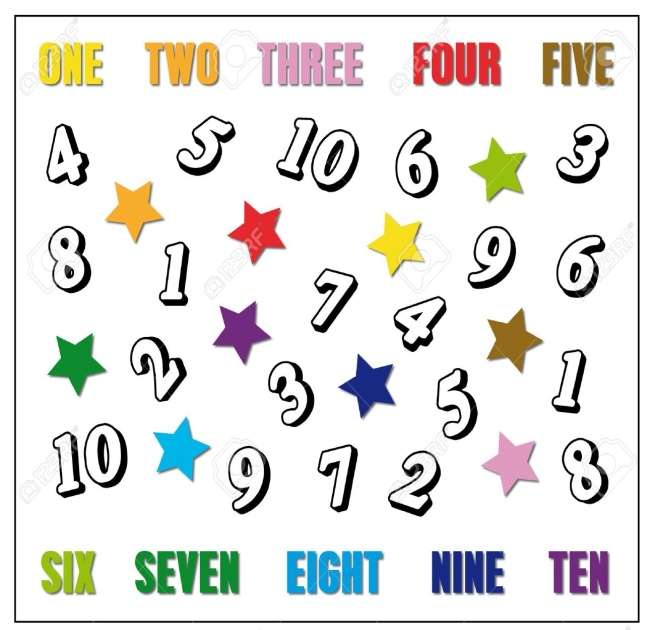 ONE TWO THREE FOUR FIVE
4 5 10 6 3
8 1 7 4 9 6
2 3 5 1
10 9 7 2 8
SIX SEVEN EIGHT NINE TEN